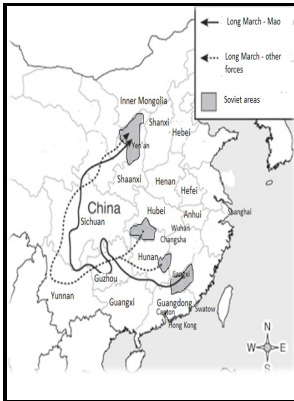 Long March - Mao
Long March - other
forces
Soviet areas
Inner Mongolia
Shanxi
Hebei
Yen'an
Shaanxi
Henan
Hefei
China
Hubei
Anhui
Shanghai
Sichuan
Wuhan
Changsha
Hunan
Jiangxi
Guzhou
Yunnan
Guangxi
Guangdong
Canton
Swatow
Hong Kong
N
W
E
S